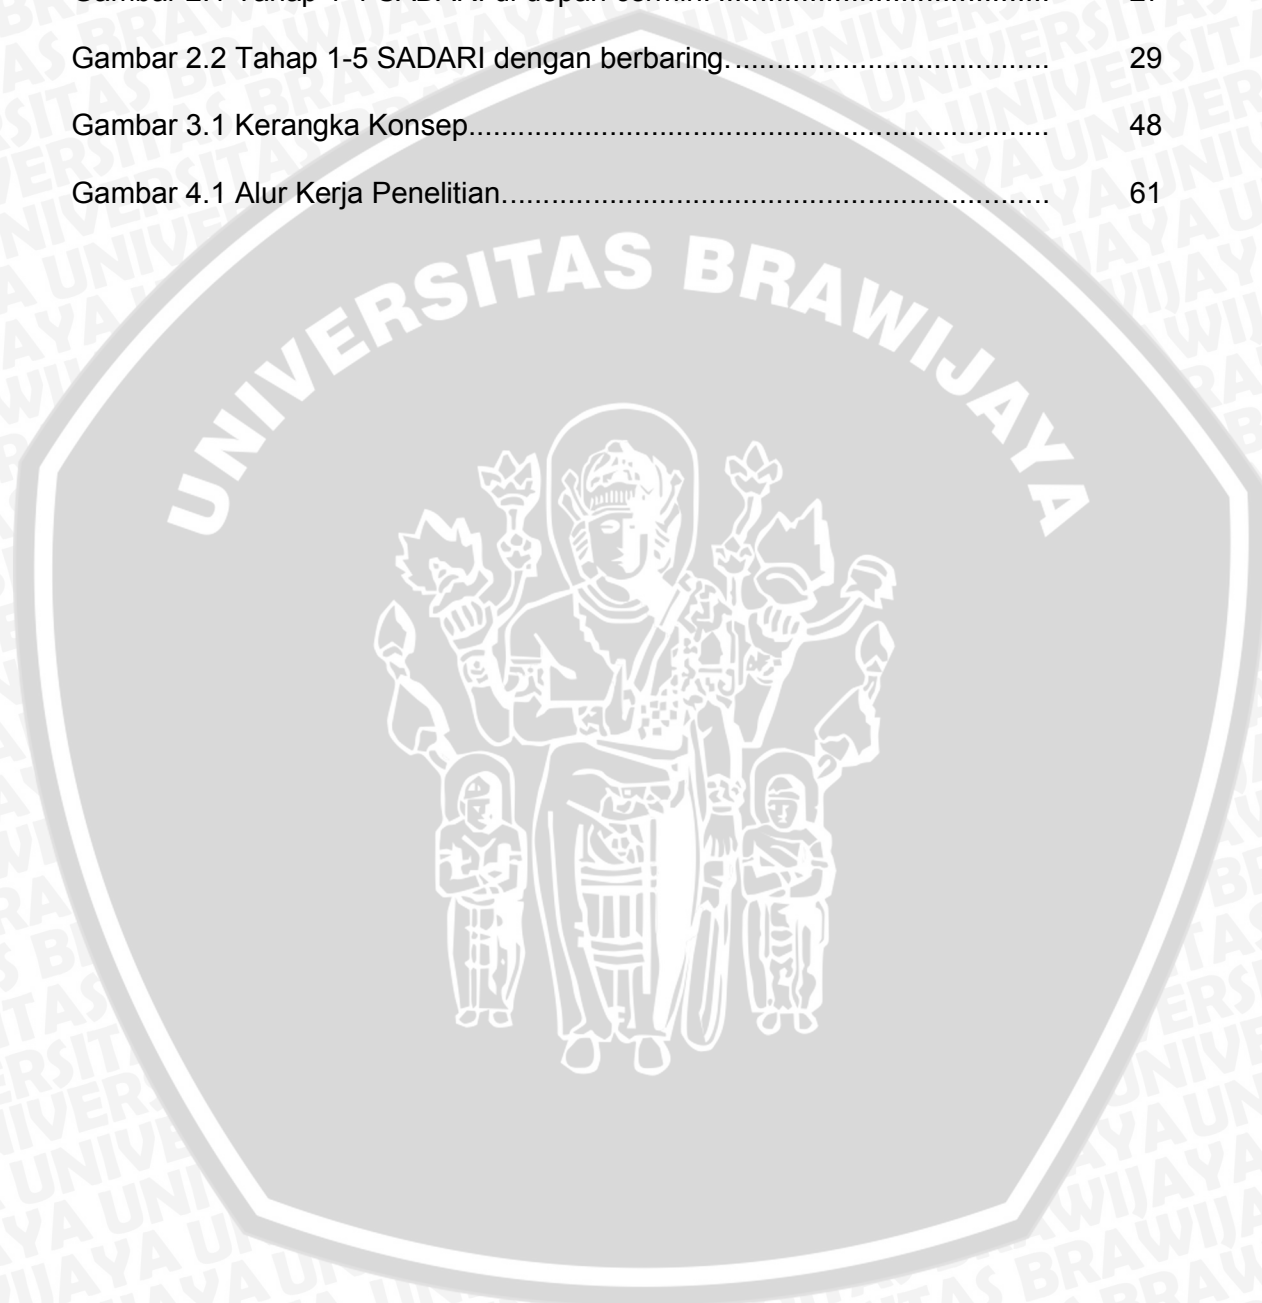 Gambar 2.2 Tahap 1-5 SADARI dengan berbaring. ...................................... 29
Gambar 3.1 Kerangka Konsep....................................................................... 48
Gambar 4.1 Alur Kerja Penelitian.................................................................. 61
UNIVERSITAS BRAWIJAYA